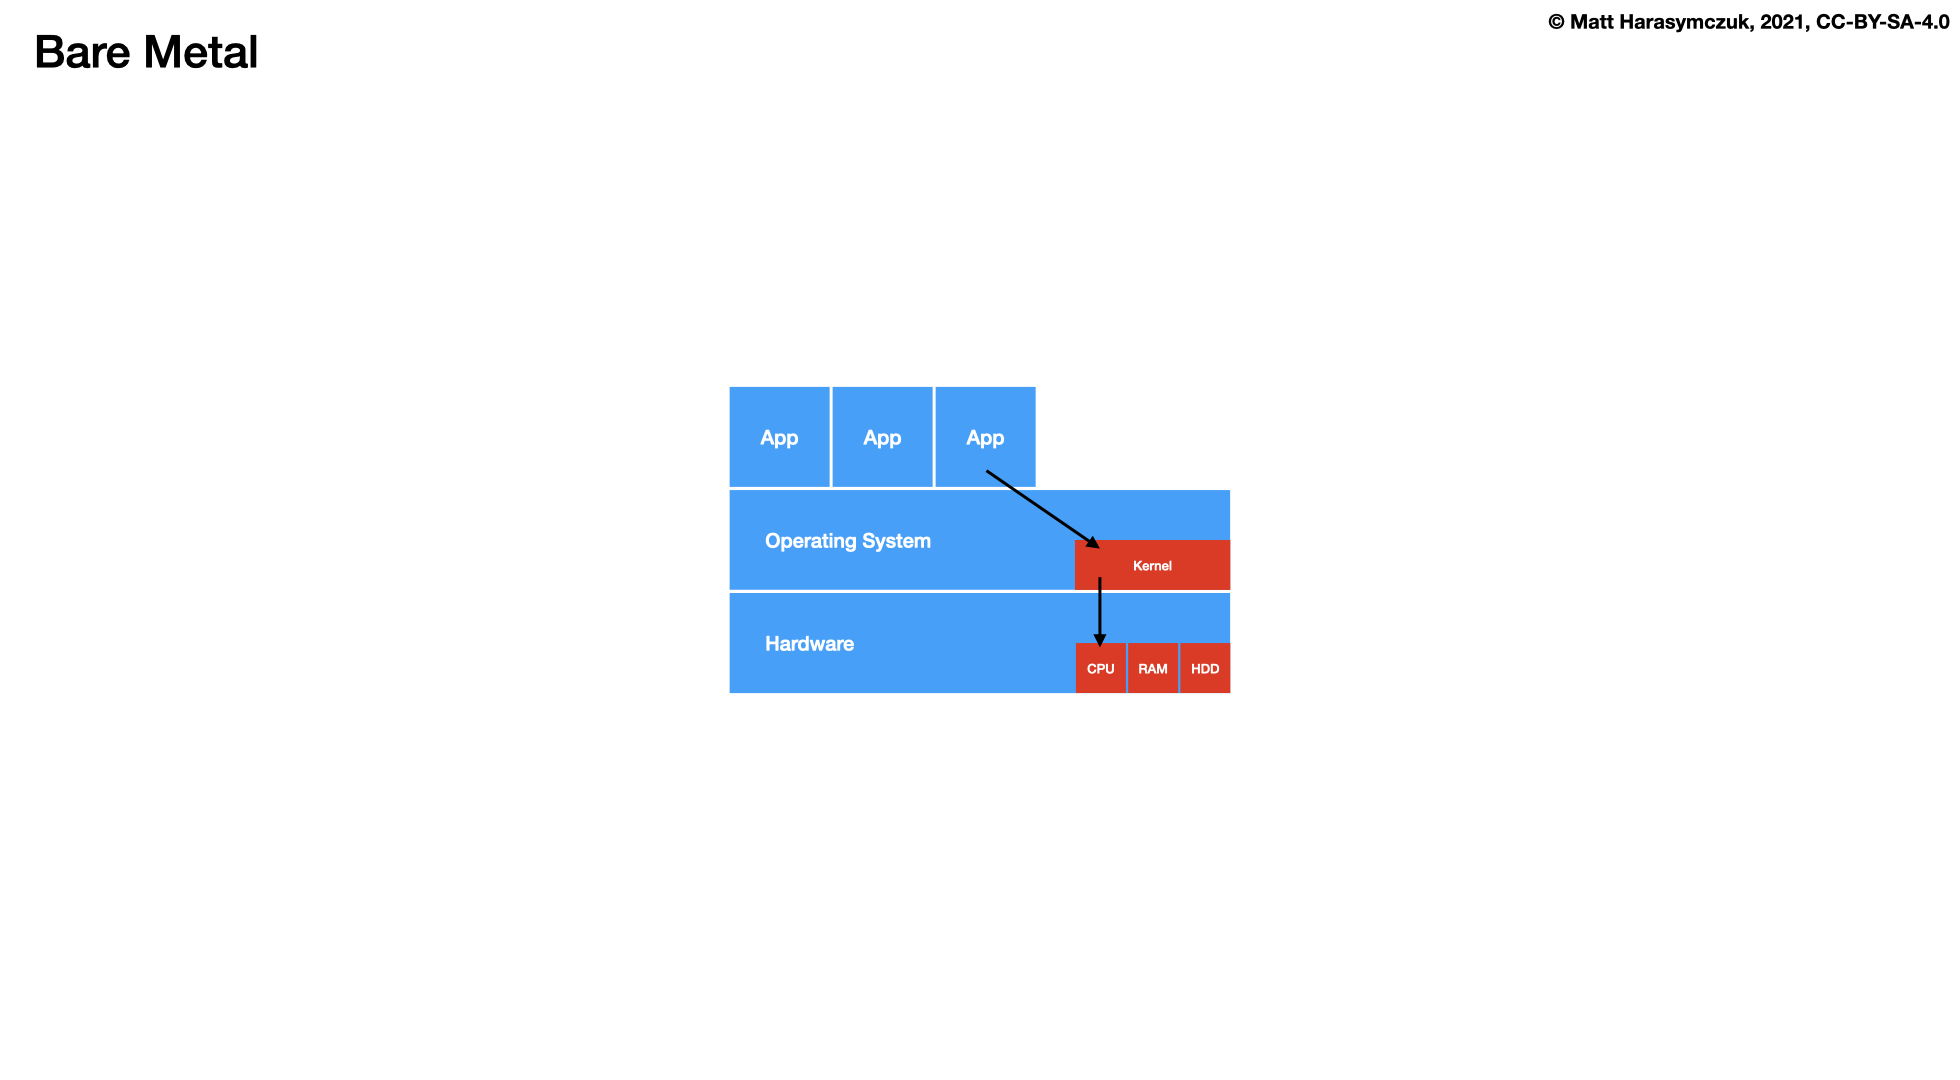 © Matt Harasymczuk, 2021, CC-BY-SA-4.0
Bare Metal
App App App
Operating System
Kernel
Hardware
CPU RAM HDD